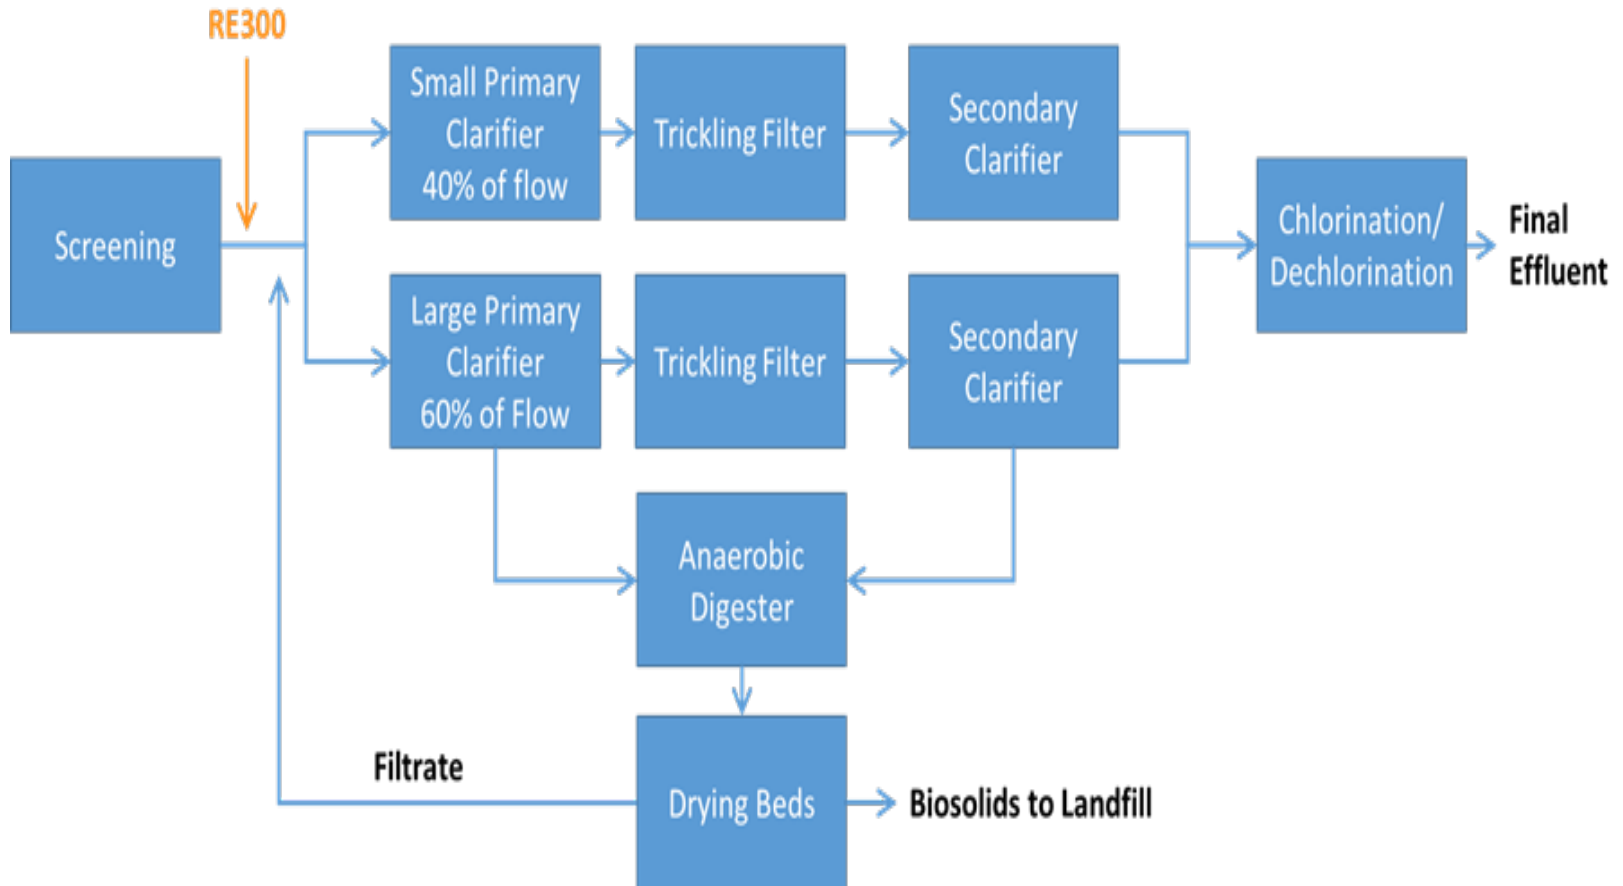 RE300
Screening
Small Primary
Clarifier
40% of flow
Trickling Filter
Secondary
Clarifier
Large Primary
Clarifier
60% of Flow
Trickling Filter
Secondary
Clarifier
Chlorination/
Dechlorination
Final
Effluent
Anaerobic
Digester
Filtrate
Drying Beds
Biosolids to Landfill